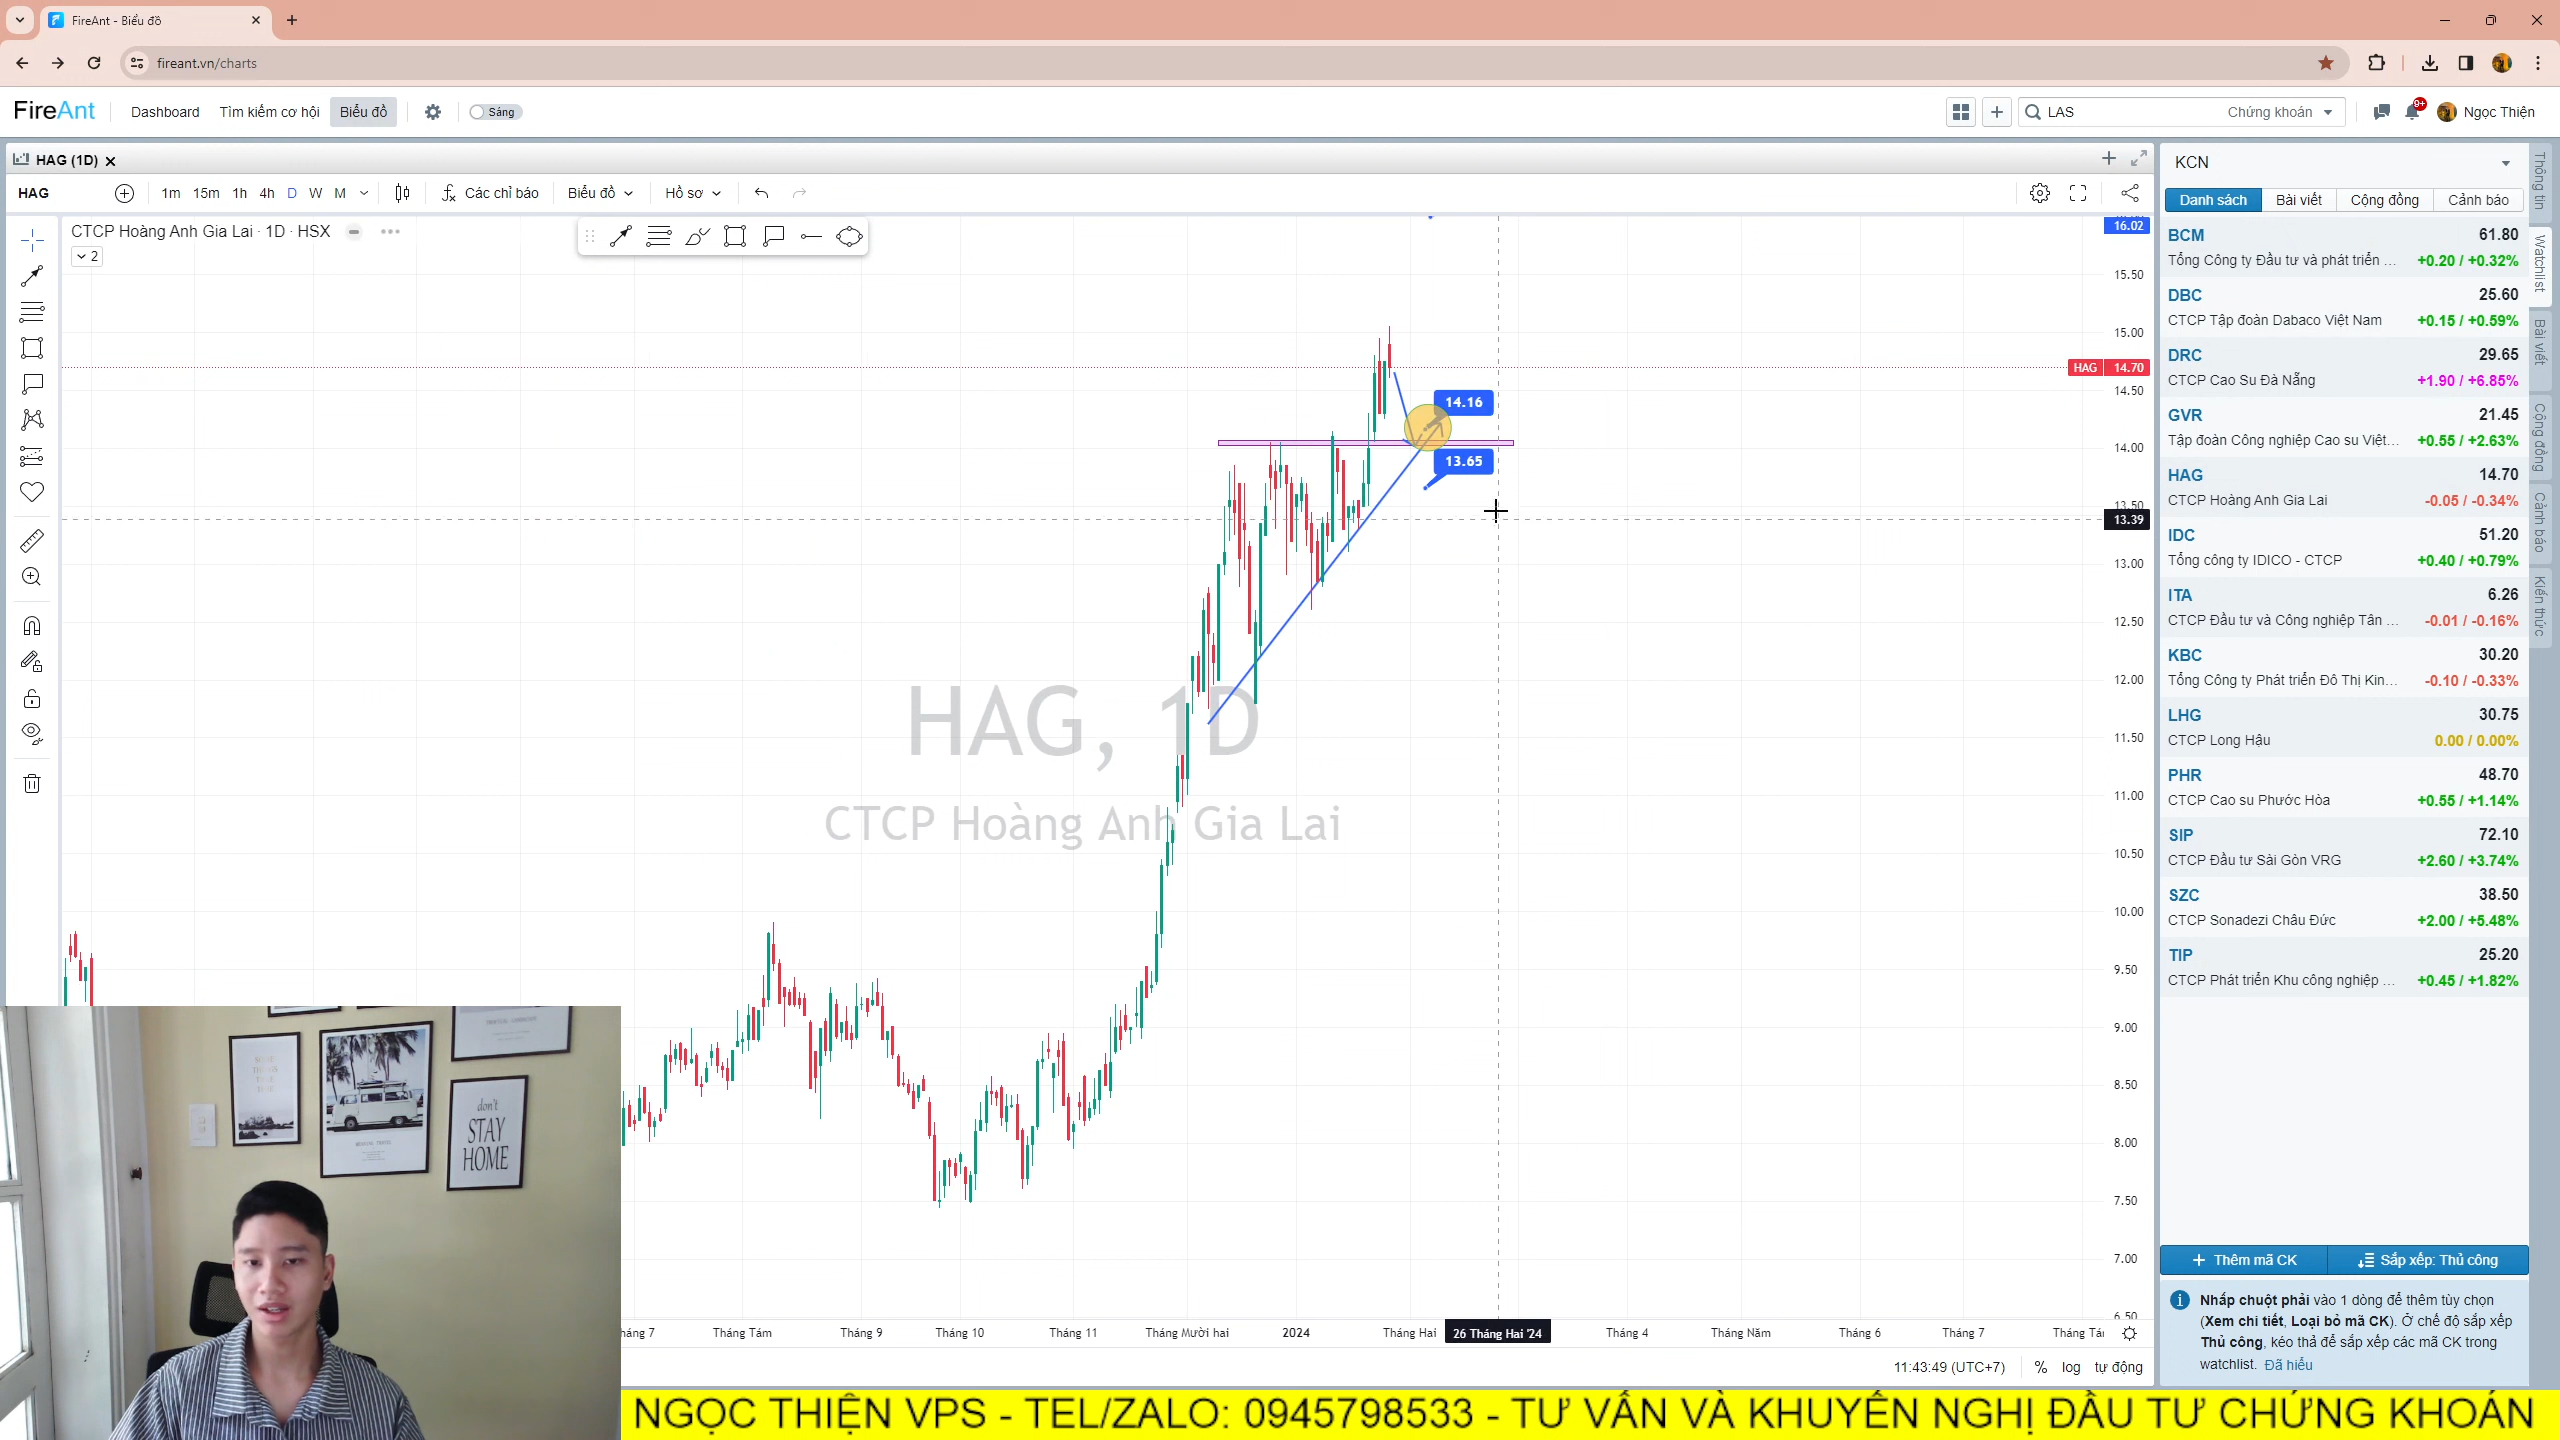 FireAnt - Biểu đồ
fireant.vn/charts
FireAnt Dashboard Tìm kiếm cơ hội Biểu đồ Sáng LAS Chứng khoán 9+ Ngọc Thiện
HAG (1D)
HAG 1m 15m 1h 4h D W M Các chỉ báo Biểu đồ Hồ sơ
CTCP Hoàng Anh Gia Lai · 1D · HSX
2
16.02
15.50
15.00
HAG 14.70
14.50
14.16
14.00
13.65
13.50
13.39
13.00
12.50
12.00
HAG, 1D
11.50
11.00
CTCP Hoàng Anh Gia Lai
10.50
10.00
9.50
9.00
8.50
8.00
7.50
7.00
6.50
Tháng Tám Tháng 9 Tháng 10 Tháng 11 Tháng Mười hai 2024 Tháng Hai 26 Tháng Hai '24 Tháng 4 Tháng Năm Tháng 6 Tháng 7
11:43:49 (UTC+7) % log tự động
KCN
Danh sách Bài viết Cộng đồng Cảnh báo
BCM 61.80
Tổng Công ty Đầu tư và phát triển ... +0.20 / +0.32%
DBC 25.60
CTCP Tập đoàn Dabaco Việt Nam +0.15 / +0.59%
DRC 29.65
CTCP Cao Su Đà Nẵng +1.90 / +6.85%
GVR 21.45
Tập đoàn Công nghiệp Cao su Việt... +0.55 / +2.63%
HAG 14.70
CTCP Hoàng Anh Gia Lai -0.05 / -0.34%
IDC 51.20
Tổng công ty IDICO - CTCP +0.40 / +0.79%
ITA 6.26
CTCP Đầu tư và Công nghiệp Tân ... -0.01 / -0.16%
KBC 30.20
Tổng Công ty Phát triển Đô Thị Kin... -0.10 / -0.33%
LHG 30.75
CTCP Long Hậu 0.00 / 0.00%
PHR 48.70
CTCP Cao su Phước Hòa +0.55 / +1.14%
SIP 72.10
CTCP Đầu tư Sài Gòn VRG +2.60 / +3.74%
SZC 38.50
CTCP Sonadezi Châu Đức +2.00 / +5.48%
TIP 25.20
CTCP Phát triển Khu công nghiệp ... +0.45 / +1.82%
Thêm mã CK Sắp xếp: Thủ công
Nhấp chuột phải vào 1 dòng để thêm tùy chọn
(Xem chi tiết, Loại bỏ mã CK). Ở chế độ sắp xếp
Thủ công, kéo thả để sắp xếp các mã CK trong
watchlist. Đã hiểu
Thông tin
Watchlist
Bài viết
Cộng đồng
Cảnh báo
Kiến thức
don't
STAY
HOME
NGỌC THIỆN VPS - TEL/ZALO: 0945798533 - TƯ VẤN VÀ KHUYẾN NGHỊ ĐẦU TƯ CHỨNG KHOÁN